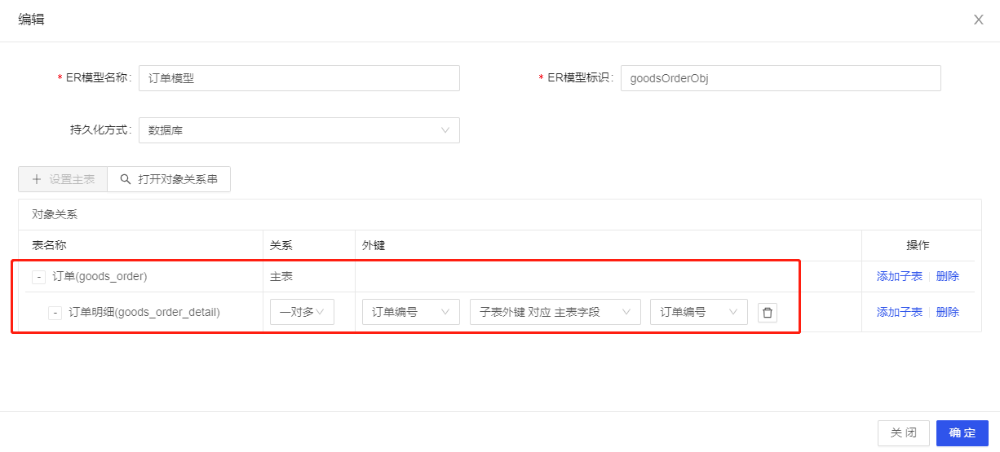 编辑
* ER模型名称: 订单模型 * ER模型标识: goodsOrderObj
持久化方式: 数据库
+ 设置主表 打开对象关系串
对象关系
表名称 关系 外键 操作
- 订单(goods_order) 主表 添加子表 删除
- 订单明细(goods_order_detail) 一对多 订单编号 子表外键 对应 主表字段 订单编号 添加子表 删除
关 闭 确 定